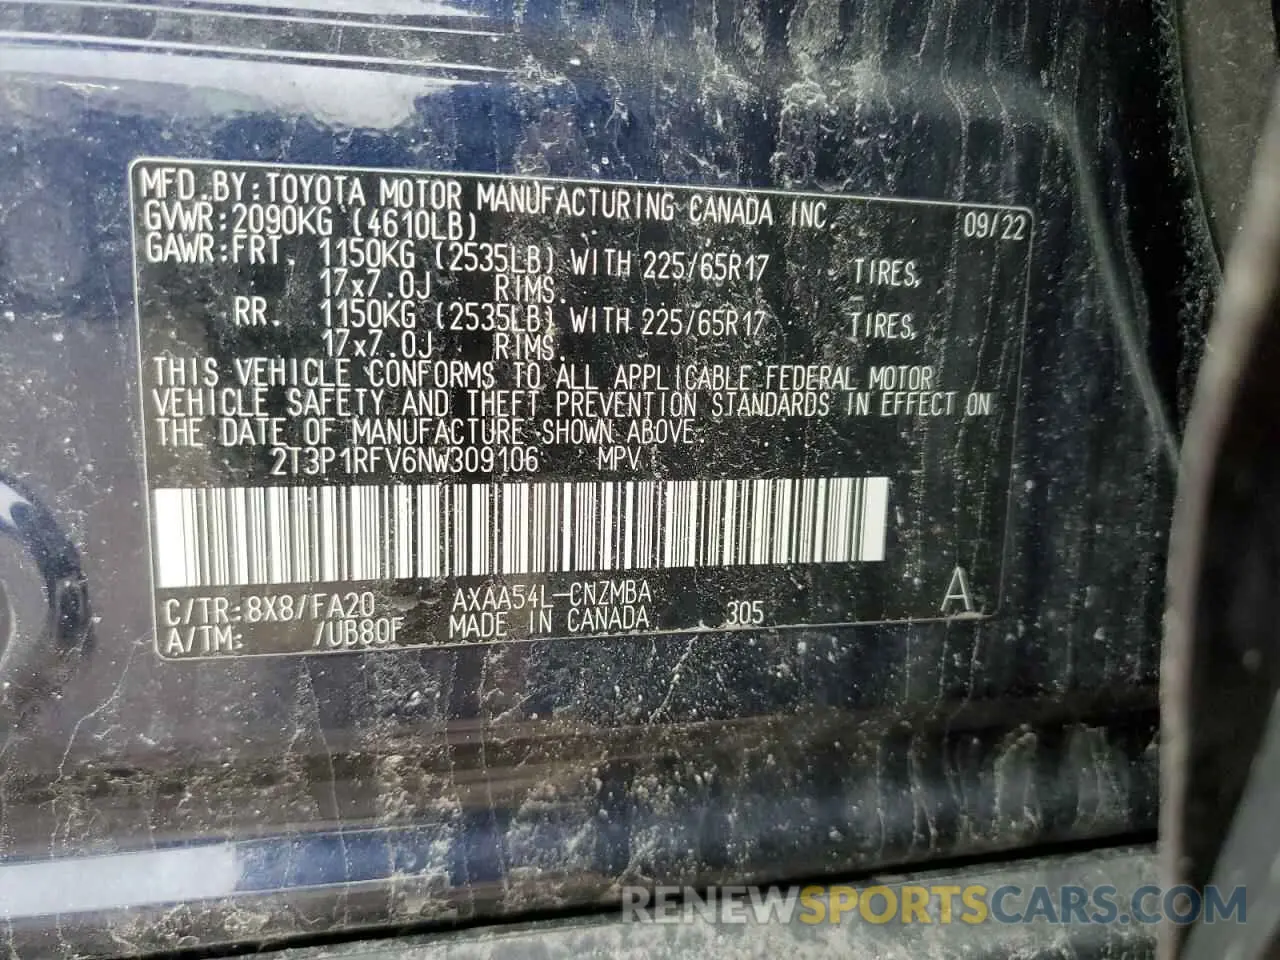 MFD.BY:TOYOTA MOTOR MANUFACTURING CANADA INC. 09/22
GVWR:2090KG (4610LB)
GAWR:FRT. 1150KG (2535LB) WITH 225/65R17 TIRES,
17x7.0J RIMS.
RR. 1150KG (2535LB) WITH 225/65R17 TIRES,
17x7.0J RIMS.
THIS VEHICLE CONFORMS TO ALL APPLICABLE FEDERAL MOTOR
VEHICLE SAFETY AND THEFT PREVENTION STANDARDS IN EFFECT ON
THE DATE OF MANUFACTURE SHOWN ABOVE.
2T3P1RFV6NW309106 MPV
C/TR:8X8/FA20 AXAA54L-CNZMBA A
A/TM: /UB80F MADE IN CANADA 305
RENEWSPORTSCARS.COM